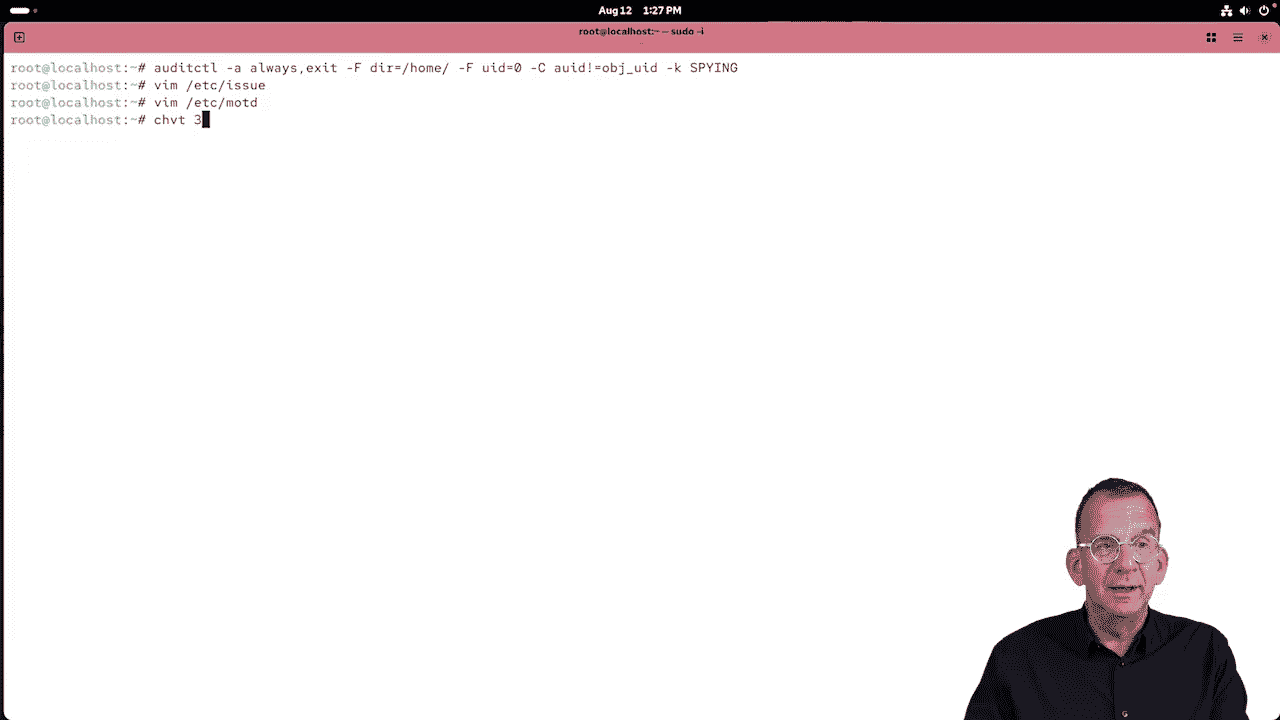 Aug 12 1:27 PM
root@localhost:~ — sudo -i
root@localhost:~# auditctl -a always,exit -F dir=/home/ -F uid=0 -C auid!=obj_uid -k SPYING
root@localhost:~# vim /etc/issue
root@localhost:~# vim /etc/motd
root@localhost:~# chvt 3